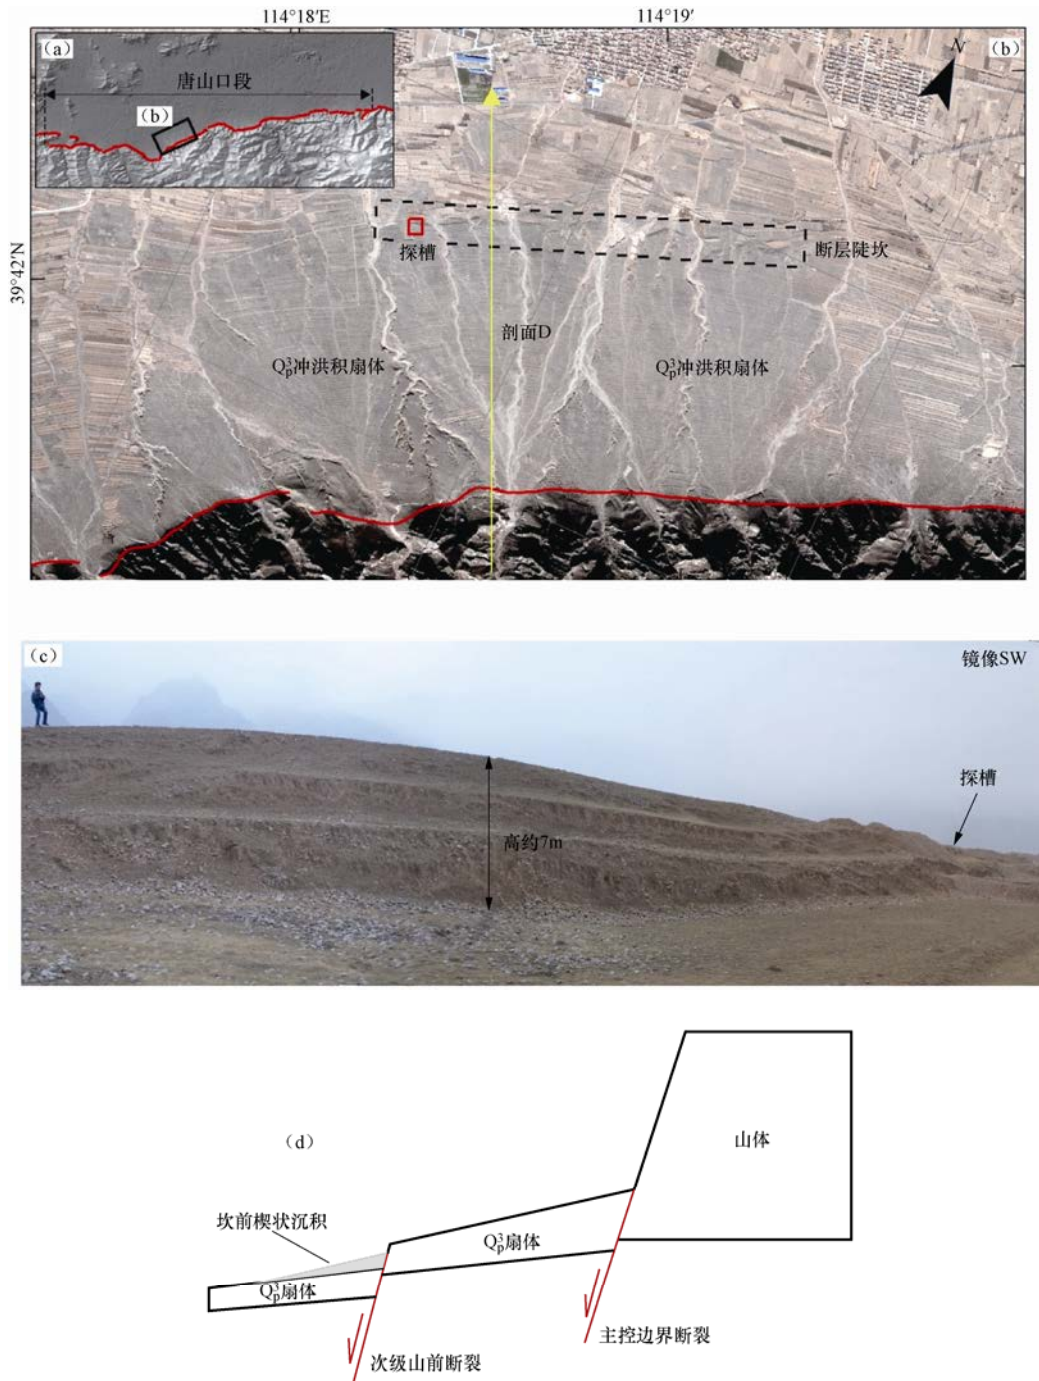 114°18′E
114°19′
39°42′N
(a)
唐山口段
(b)
N
(b)
探槽
断层陡坎
剖面D
Q³ₚ冲洪积扇体
Q³ₚ冲洪积扇体
(c)
镜像SW
探槽
高约7m
(d)
山体
坎前楔状沉积
Q³ₚ扇体
Q³ₚ扇体
主控边界断裂
次级山前断裂